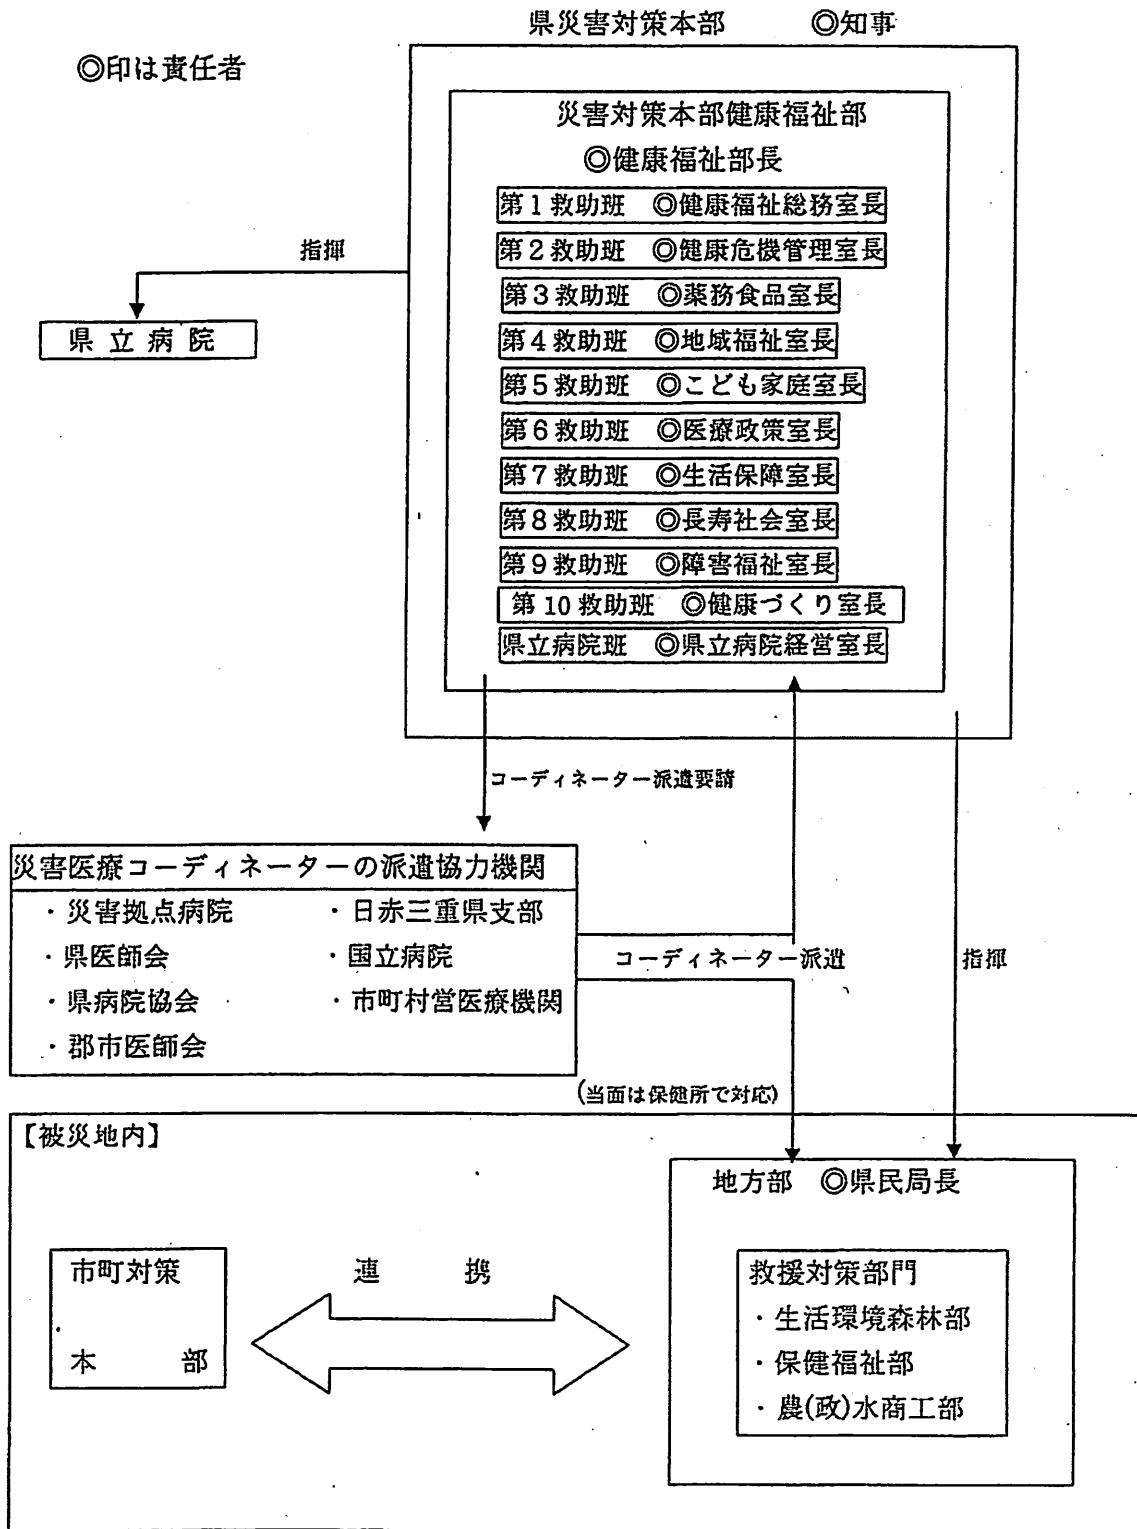 県災害対策本部 ◎知事
◎印は責任者
災害対策本部健康福祉部
◎健康福祉部長
第1救助班 ◎健康福祉総務室長
第2救助班 ◎健康危機管理室長
第3救助班 ◎薬務食品室長
第4救助班 ◎地域福祉室長
第5救助班 ◎こども家庭室長
第6救助班 ◎医療政策室長
第7救助班 ◎生活保障室長
第8救助班 ◎長寿社会室長
第9救助班 ◎障害福祉室長
第10救助班 ◎健康づくり室長
県立病院班 ◎県立病院経営室長
指揮
県立病院
コーディネーター派遣要請
災害医療コーディネーターの派遣協力機関
・災害拠点病院 ・日赤三重県支部
・県医師会 ・国立病院
・県病院協会 ・市町村営医療機関
・郡市医師会
コーディネーター派遣
指揮
(当面は保健所で対応)
【被災地内】
地方部 ◎県民局長
市町対策
本部
連携
救援対策部門
・生活環境森林部
・保健福祉部
・農(政)水商工部